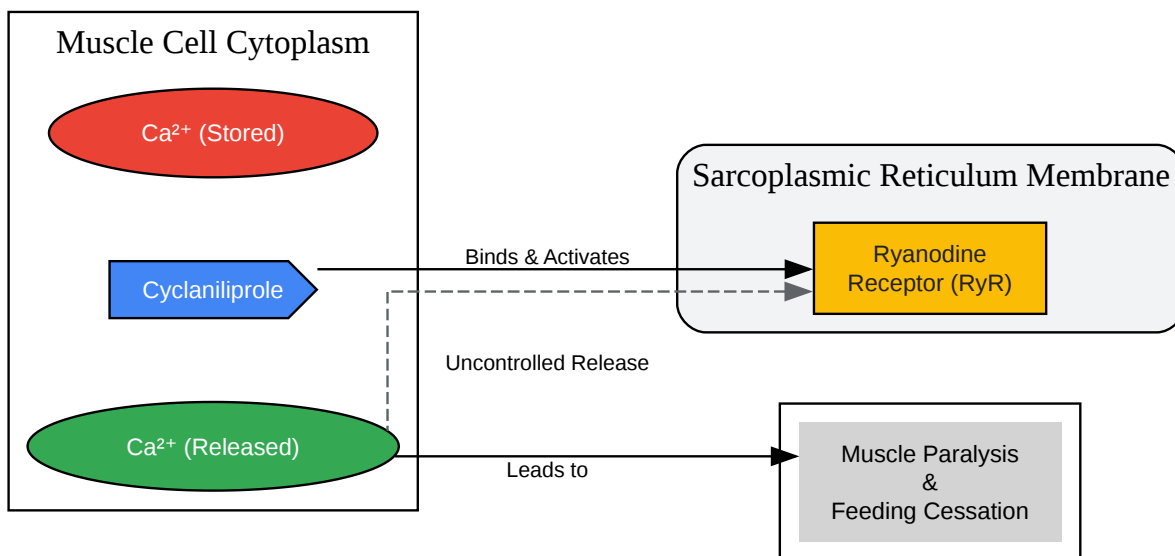 Muscle Cell Cytoplasm
Ca²⁺ (Stored)
Sarcoplasmic Reticulum Membrane
Ryanodine
Receptor (RyR)
Binds & Activates
Cyclaniliprole
Uncontrolled Release
Ca²⁺ (Released)
Leads to
Muscle Paralysis
&
Feeding Cessation